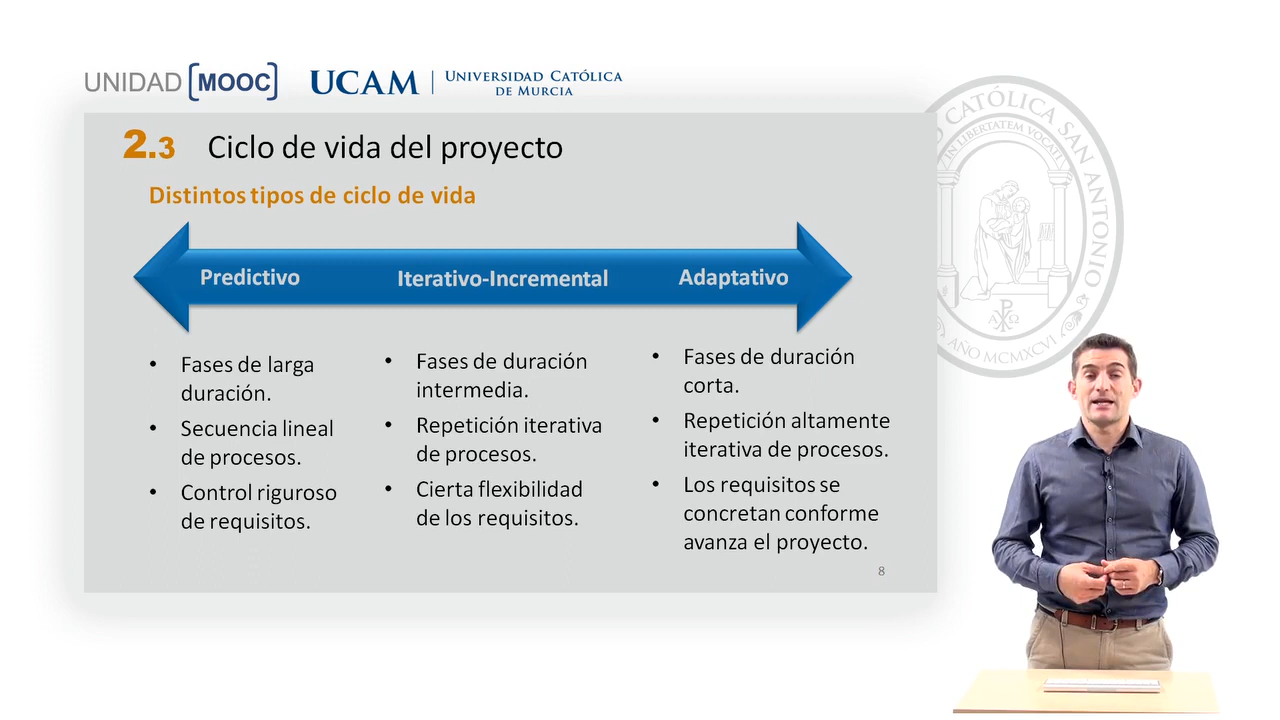 UNIDAD [MOOC]
UCAM
UNIVERSIDAD CATÓLICA
DE MURCIA
CATÓLICA SAN ANTONIO
IN LIBERTATEM VOCATI
AÑO MCMXCVI
Α Ω
2.3 Ciclo de vida del proyecto
Distintos tipos de ciclo de vida
Predictivo
Iterativo-Incremental
Adaptativo
• Fases de larga
duración.
• Secuencia lineal
de procesos.
• Control riguroso
de requisitos.
• Fases de duración
intermedia.
• Repetición iterativa
de procesos.
• Cierta flexibilidad
de los requisitos.
• Fases de duración
corta.
• Repetición altamente
iterativa de procesos.
• Los requisitos se
concretan conforme
avanza el proyecto.
8